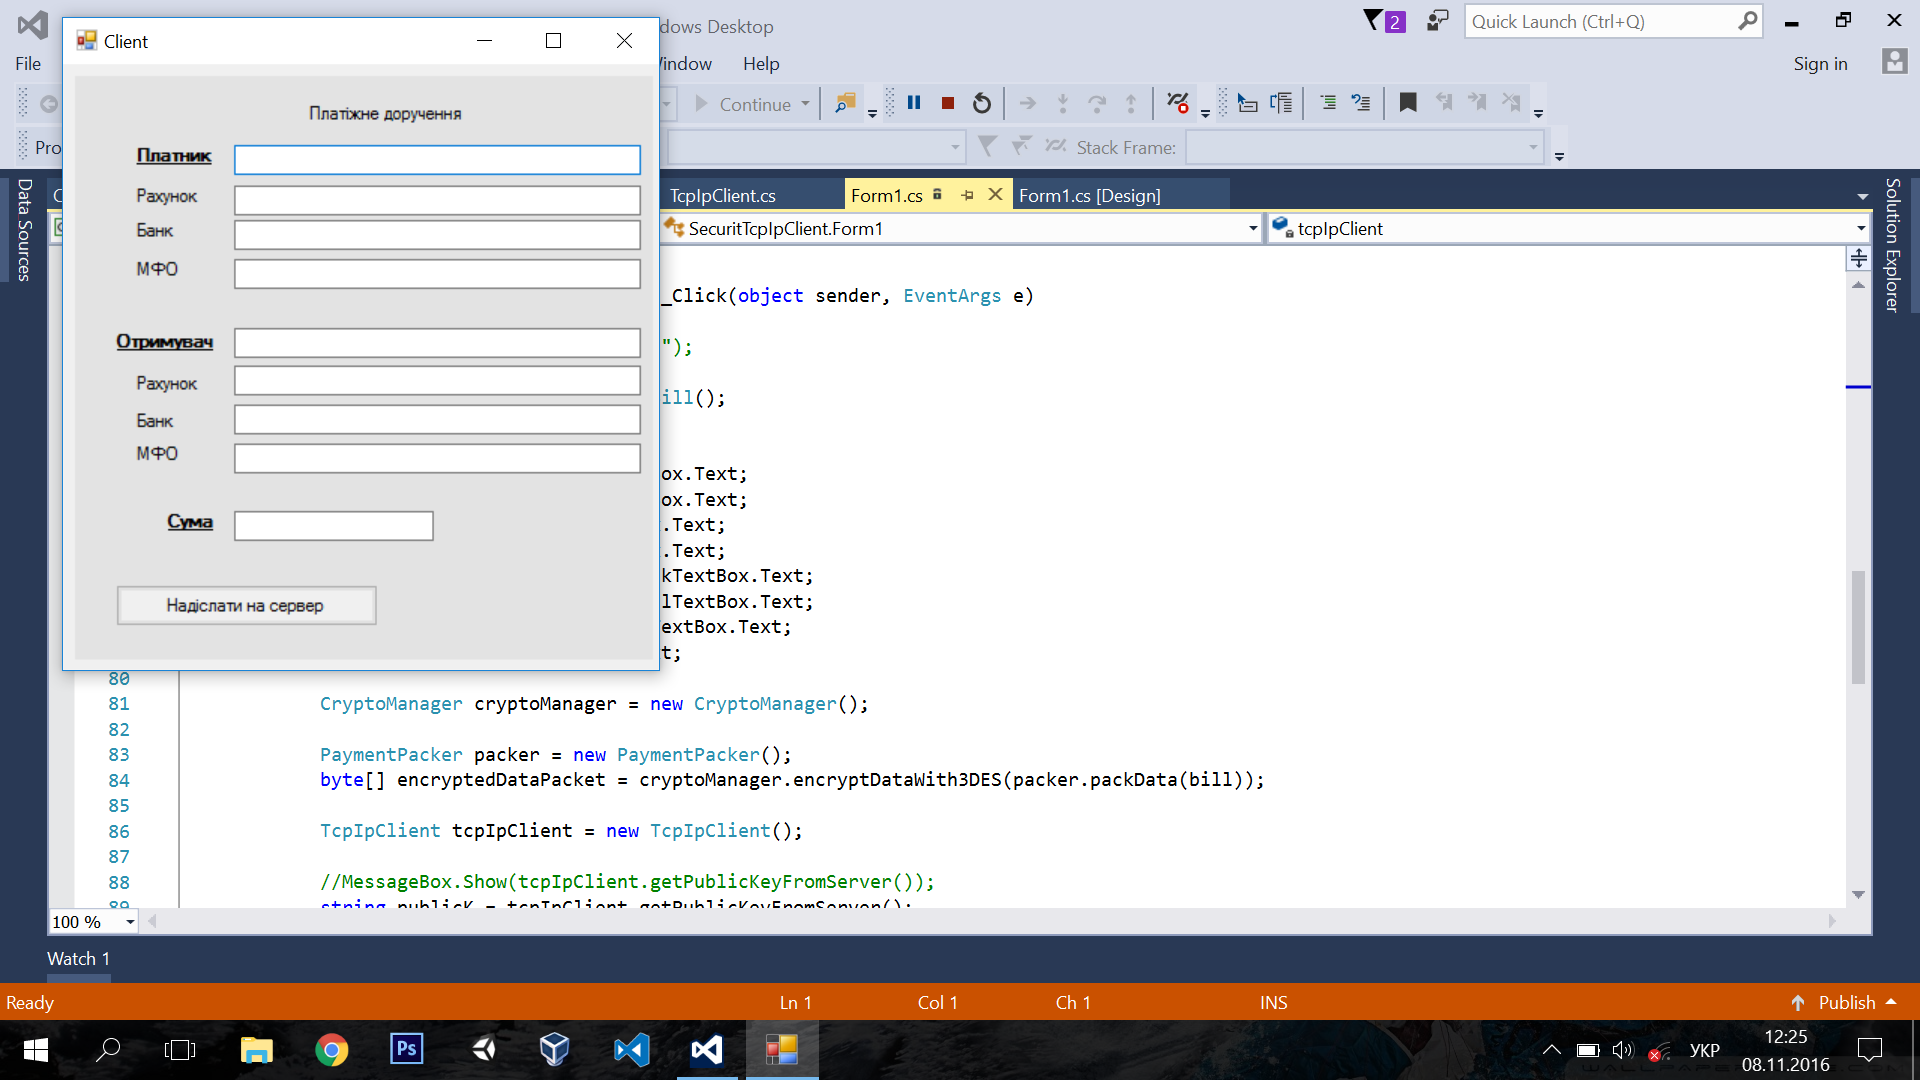 Client
Платіжне доручення
Платник
Рахунок
Банк
МФО
Отримувач
Рахунок
Банк
МФО
Сума
Надіслати на сервер
dows Desktop
2
Quick Launch (Ctrl+Q)
File
indow Help
Sign in
Continue
Pro
Stack Frame:
Data Sources
TcpIpClient.cs
Form1.cs
Form1.cs [Design]
SecuritTcpIpClient.Form1
tcpIpClient
Solution Explorer
_Click(object sender, EventArgs e)
");
ill();
ox.Text;
ox.Text;
.Text;
.Text;
kTextBox.Text;
lTextBox.Text;
extBox.Text;
t;
80
81 CryptoManager cryptoManager = new CryptoManager();
82
83 PaymentPacker packer = new PaymentPacker();
84 byte[] encryptedDataPacket = cryptoManager.encryptDataWith3DES(packer.packData(bill));
85
86 TcpIpClient tcpIpClient = new TcpIpClient();
87
88 //MessageBox.Show(tcpIpClient.getPublicKeyFromServer());
89 string publicK = tcpIpClient.getPublicKeyFromServer();
100 %
Watch 1
Ready
Ln 1
Col 1
Ch 1
INS
Publish
Ps
УКР
12:25
08.11.2016